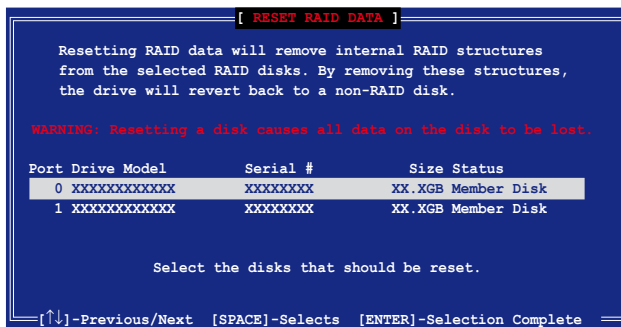 [ RESET RAID DATA ]
Resetting RAID data will remove internal RAID structures
from the selected RAID disks. By removing these structures,
the drive will revert back to a non-RAID disk.
WARNING: Resetting a disk causes all data on the disk to be lost.
Port Drive Model Serial # Size Status
0 XXXXXXXXXXXX XXXXXXXX XX.XGB Member Disk
1 XXXXXXXXXXXX XXXXXXXX XX.XGB Member Disk
Select the disks that should be reset.
[↑↓]-Previous/Next [SPACE]-Selects [ENTER]-Selection Complete